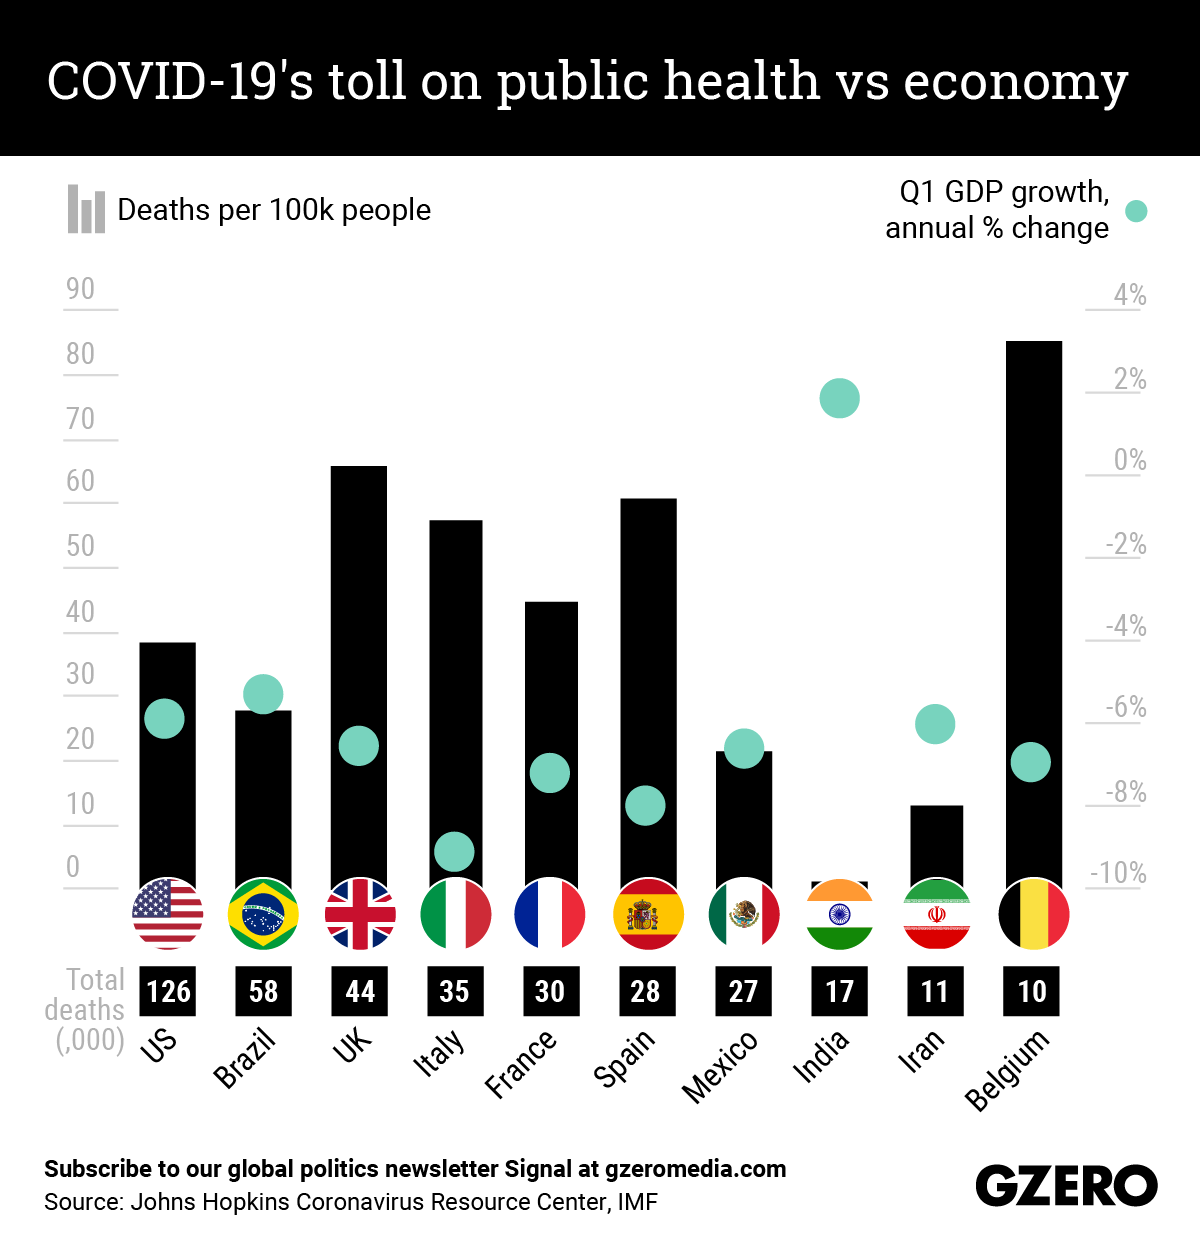 COVID-19's toll on public health vs economy
Deaths per 100k people
Q1 GDP growth,
annual % change
90
80
70
60
50
40
30
20
10
0
4%
2%
0%
-2%
-4%
-6%
-8%
-10%
Total
deaths
(,000)
126 58 44 35 30 28 27 17 11 10
US Brazil UK Italy France Spain Mexico India Iran Belgium
Subscribe to our global politics newsletter Signal at gzeromedia.com
Source: Johns Hopkins Coronavirus Resource Center, IMF
GZERO